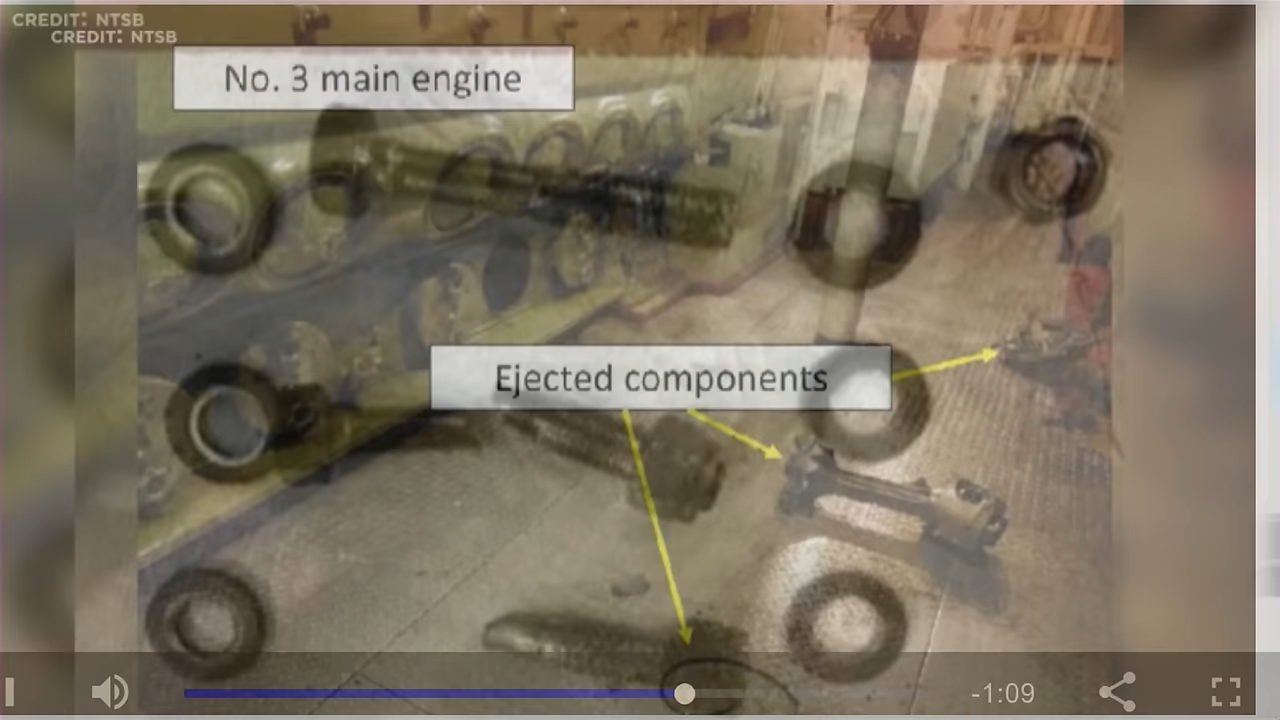 CREDIT: NTSB
CREDIT: NTSB
No. 3 main engine
Ejected components
-1:09